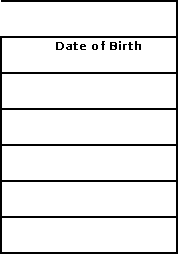 Date of Birth